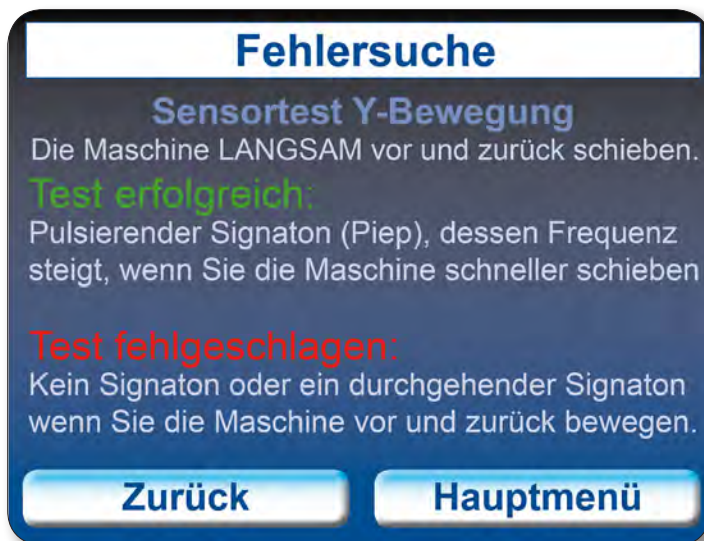 Fehlersuche
Sensortest Y-Bewegung
Die Maschine LANGSAM vor und zurück schieben.
Test erfolgreich:
Pulsierender Signaton (Piep), dessen Frequenz
steigt, wenn Sie die Maschine schneller schieben
Test fehlgeschlagen:
Kein Signaton oder ein durchgehender Signaton
wenn Sie die Maschine vor und zurück bewegen.
Zurück
Hauptmenü